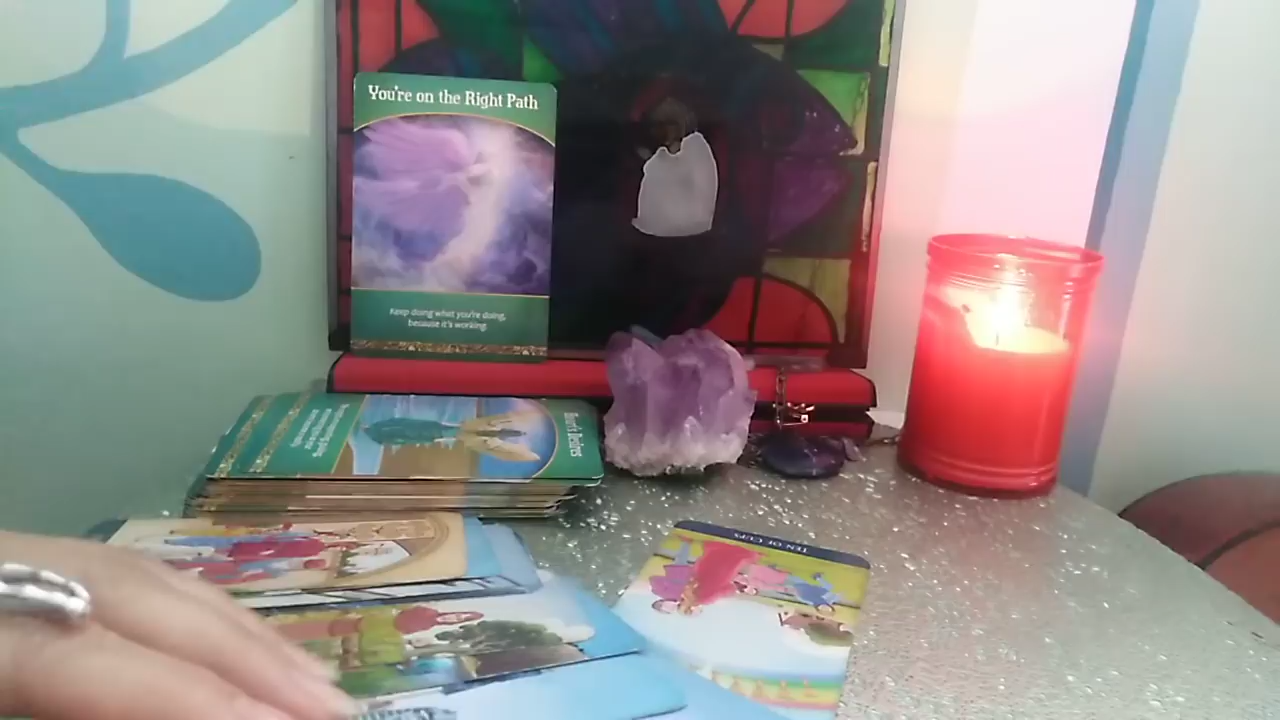 You're on the Right Path
Keep doing what you're doing,
because it's working.
Heart's Desires
TEN OF CUPS